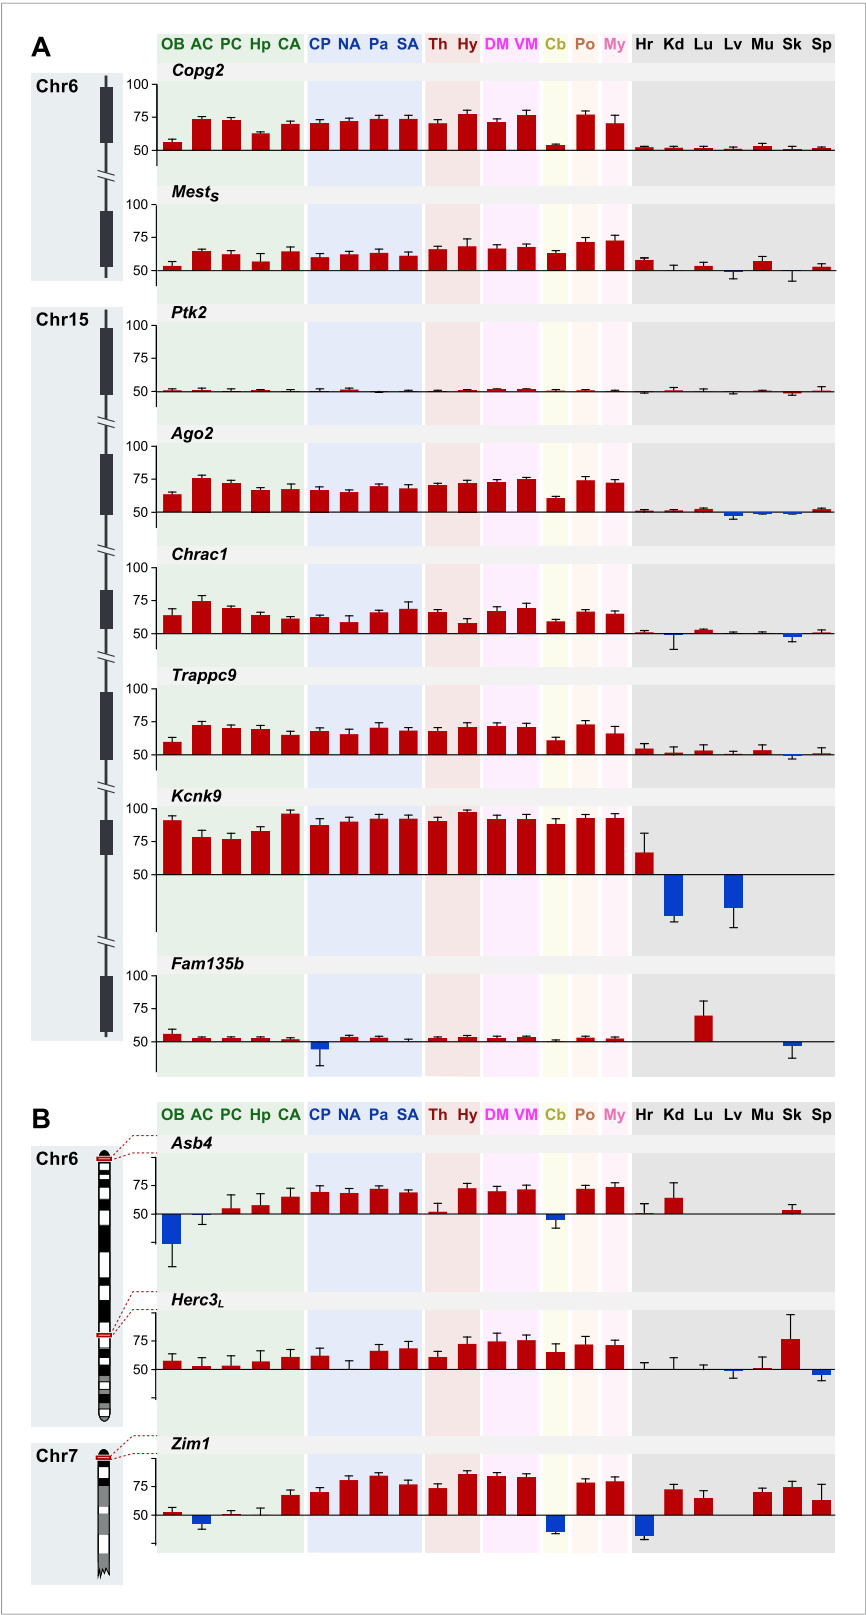 A
OB AC PC Hp CA CP NA Pa SA Th Hy DM VM Cb Po My Hr Kd Lu Lv Mu Sk Sp
Copg2
Chr6
100
75
50
Mests
100
75
50
Chr15
Ptk2
100
75
50
Ago2
100
75
50
Chrac1
100
75
50
Trappc9
100
75
50
Kcnk9
100
75
50
Fam135b
100
75
50
B
OB AC PC Hp CA CP NA Pa SA Th Hy DM VM Cb Po My Hr Kd Lu Lv Mu Sk Sp
Asb4
Chr6
75
50
Herc3L
75
50
Chr7
Zim1
75
50